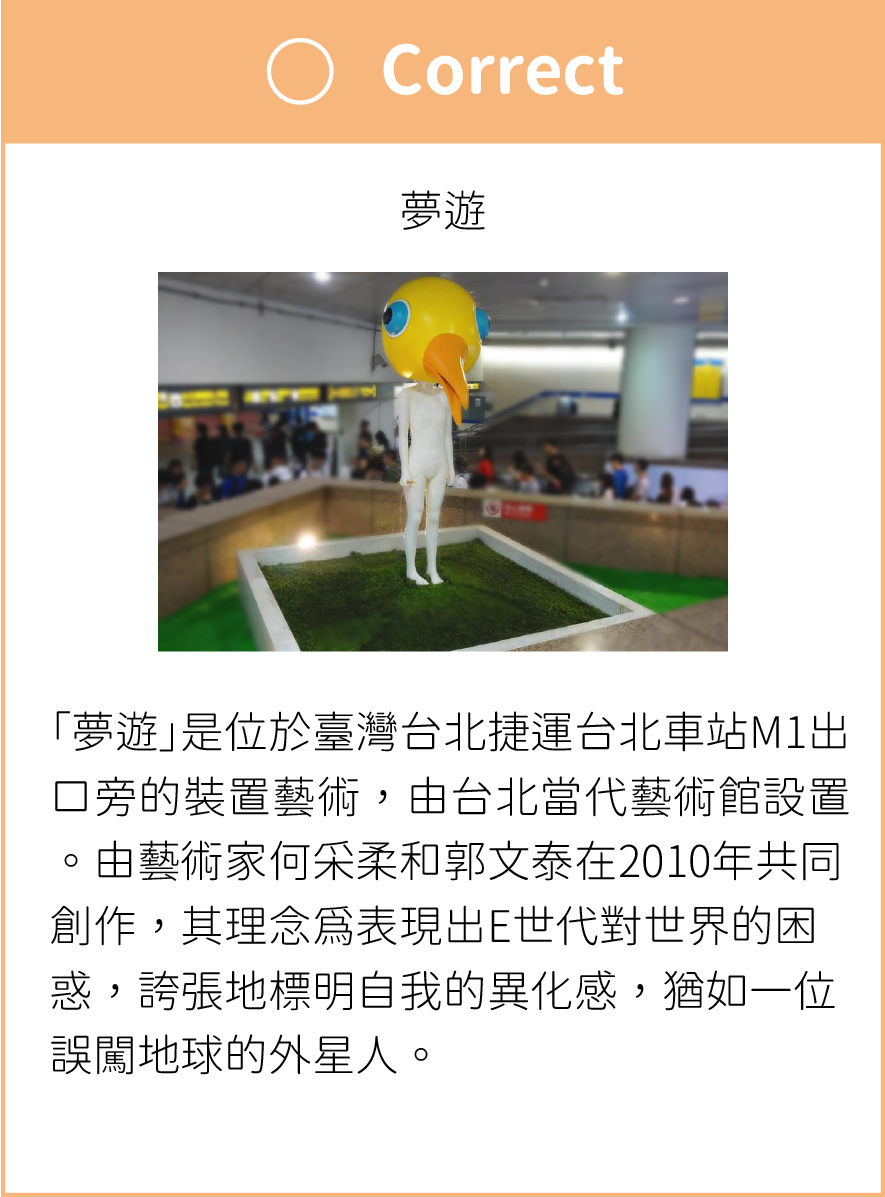 ○ Correct
夢遊
「夢遊」是位於臺灣台北捷運台北車站M1出
口旁的裝置藝術，由台北當代藝術館設置
。由藝術家何采柔和郭文泰在2010年共同
創作，其理念爲表現出E世代對世界的困
惑，誇張地標明自我的異化感，猶如一位
誤闖地球的外星人。